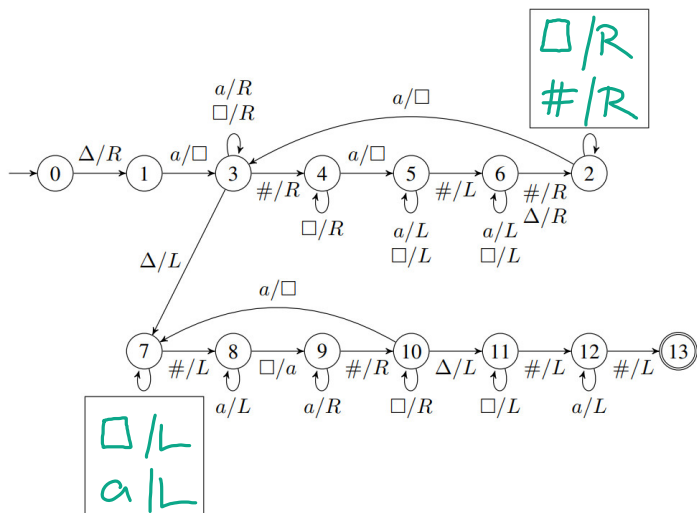 □/R
#/R
a/R
□/R
a/□
0
Δ/R
1
a/□
3
#/R
4
a/□
5
#/L
6
#/R
Δ/R
2
□/R
a/L
□/L
a/L
□/L
Δ/L
a/□
7
#/L
8
□/a
9
#/R
10
Δ/L
11
#/L
12
#/L
13
a/L
a/R
□/R
□/L
a/L
□/L
a/L